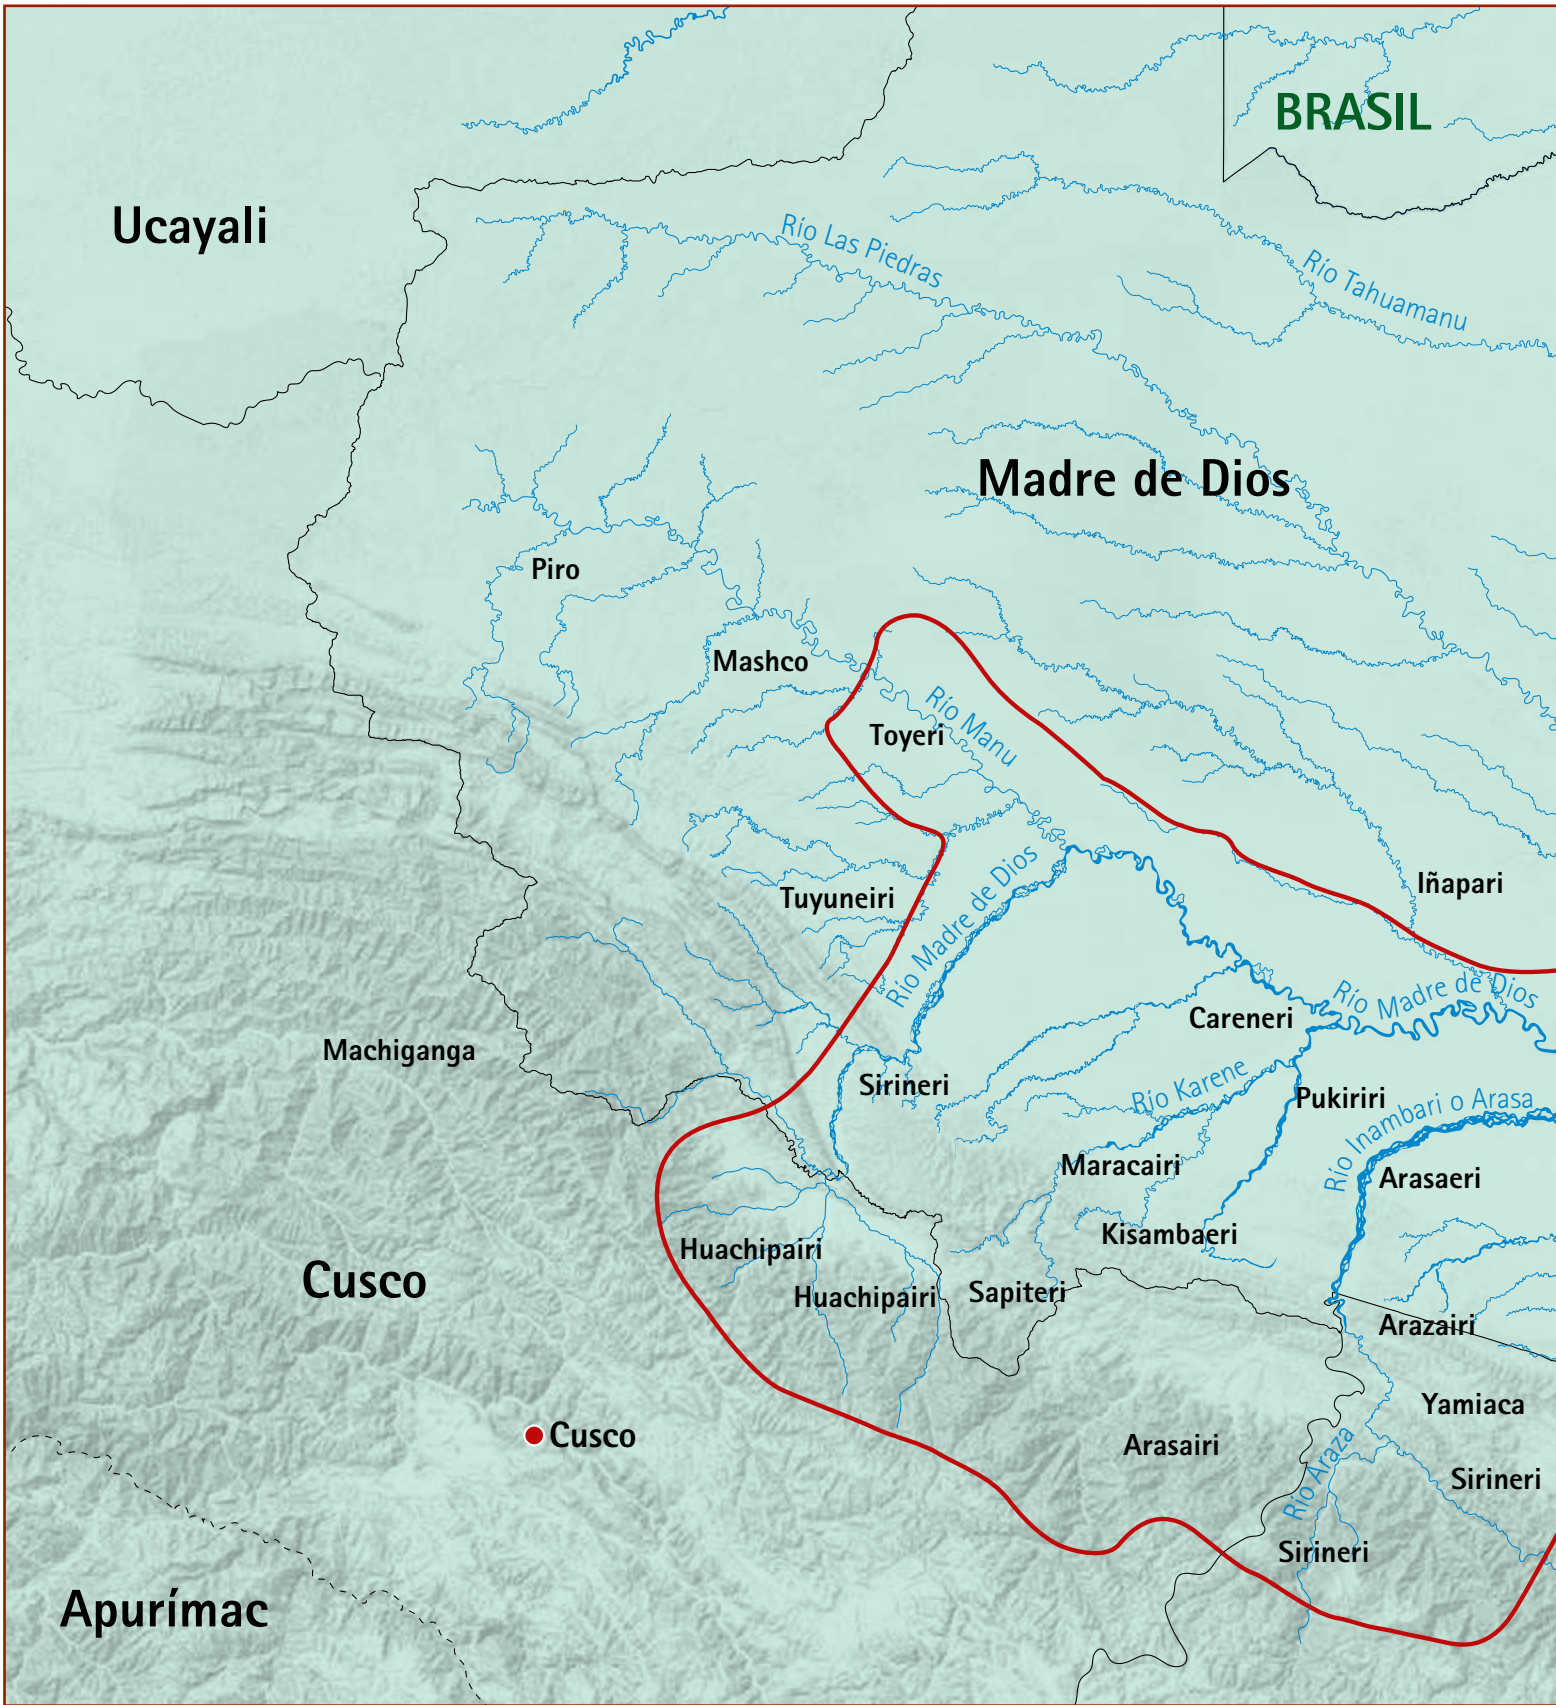 BRASIL
Ucayali
Río Las Piedras
Río Tahuamanu
Madre de Dios
Piro
Mashco
Río Manu
Toyeri
Iñapari
Tuyuneiri
Río Madre de Dios
Río Madre de Dios
Careneri
Machiganga
Sirineri
Río Karene
Pukiriri
Río Inambari o Arasa
Maracairi
Arasaeri
Kisambaeri
Huachipairi
Cusco
Sapiteri
Huachipairi
Arazairi
Yamiaca
Cusco
Arasairi
Río Araza
Sirineri
Sirineri
Apurímac